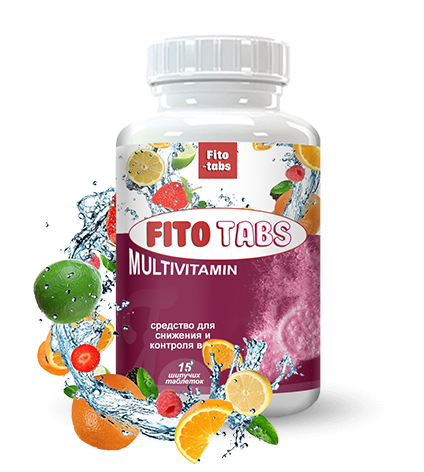 Fito
-tabs
FITO TABS
MULTIVITAMIN
средство для
снижения и
контроля в
15
шипучих
таблеток